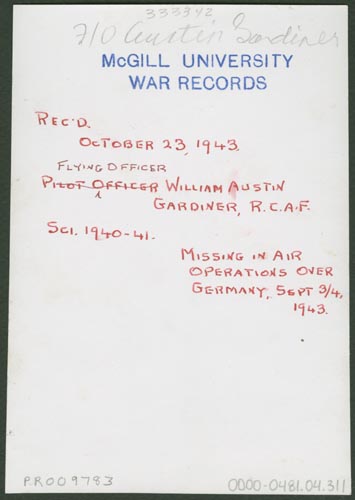 333342
F/O Austin Gardiner
McGILL UNIVERSITY
WAR RECORDS
REC'D.
OCTOBER 23, 1943.
FLYING OFFICER
PILOT OFFICER WILLIAM AUSTIN
GARDINER, R.C.A.F.
SCI. 1940-41.
MISSING IN AIR
OPERATIONS OVER
GERMANY, SEPT 3/4,
1943.
PR009783
0000-0481.04.311